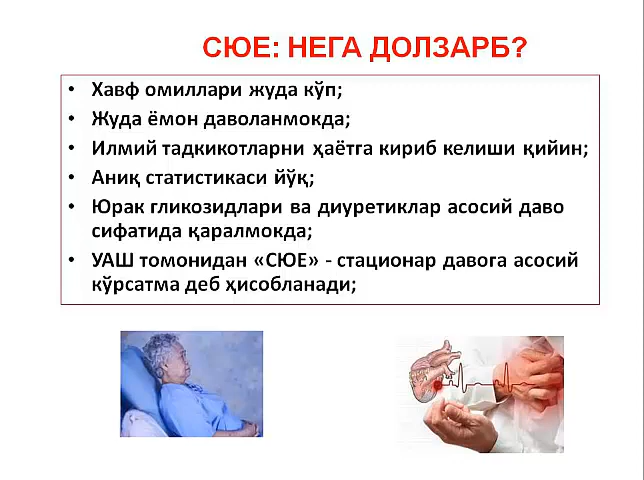 СЮЕ: НЕГА ДОЛЗАРБ?
• Хавф омиллари жуда кўп;
• Жуда ёмон даволанмокда;
• Илмий тадкикотларни ҳаётга кириб келиши қийин;
• Аниқ статистикаси йўқ;
• Юрак гликозидлари ва диуретиклар асосий даво
сифатида қаралмокда;
• УАШ томонидан «СЮЕ» - стационар давога асосий
кўрсатма деб ҳисобланади;